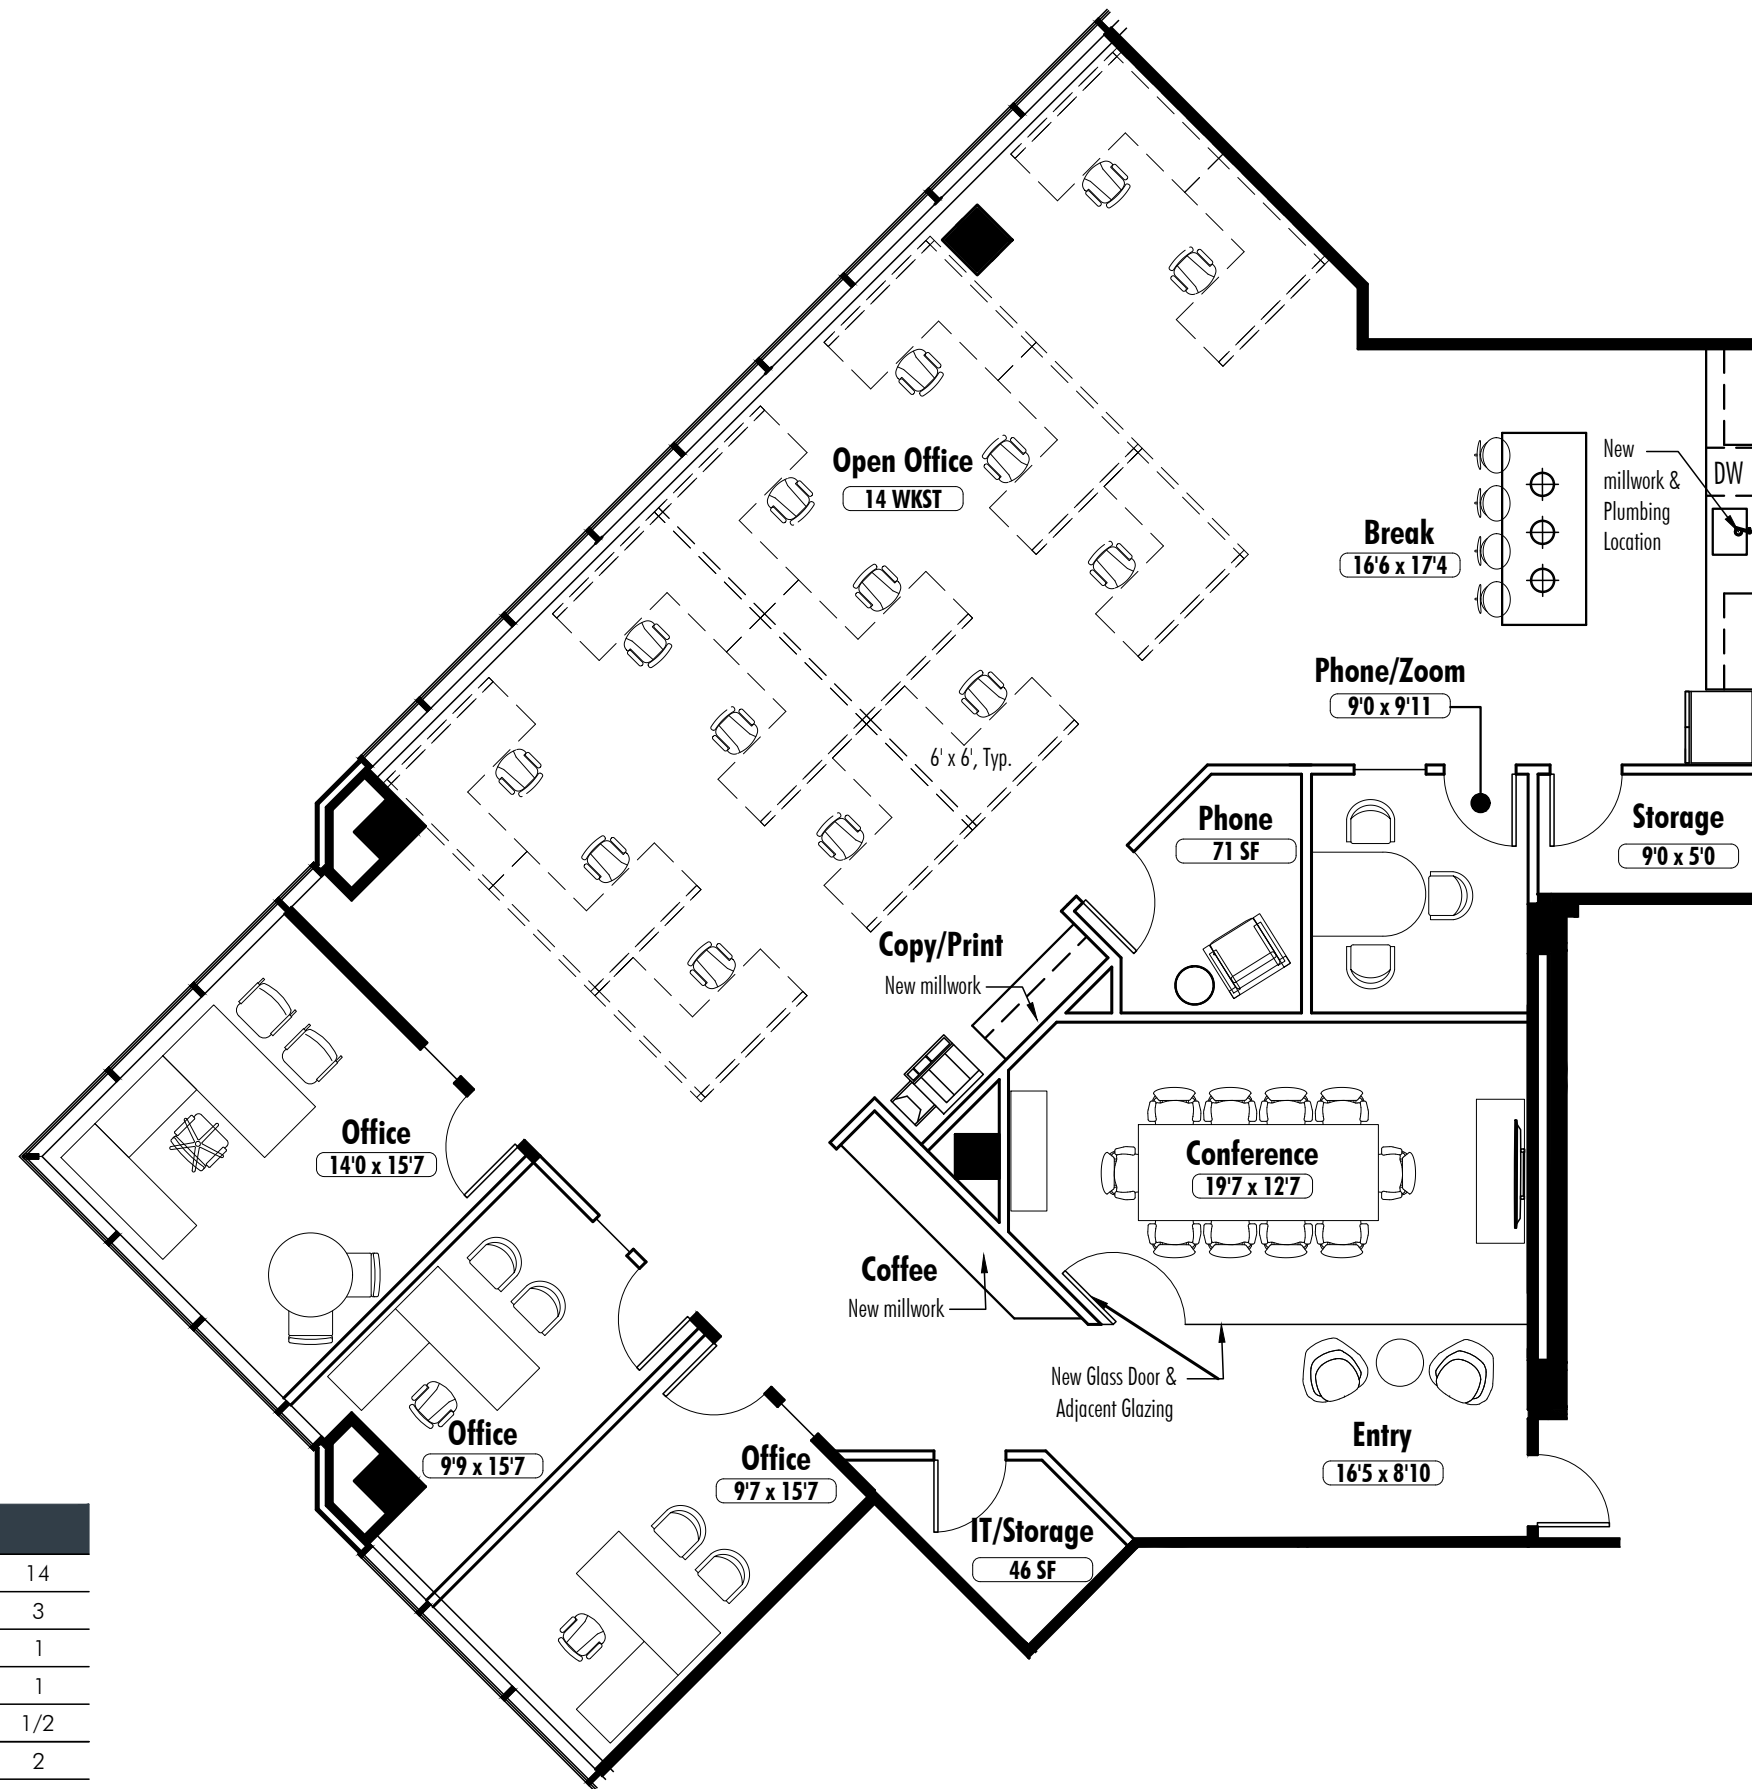 Open Office
14 WKST
New
millwork &
Plumbing
Location
DW
Break
16'6 x 17'4
Phone/Zoom
9'0 x 9'11
6' x 6', Typ.
Phone
71 SF
Storage
9'0 x 5'0
Copy/Print
New millwork
Office
14'0 x 15'7
Conference
19'7 x 12'7
Coffee
New millwork
New Glass Door &
Adjacent Glazing
Office
9'9 x 15'7
Office
9'7 x 15'7
Entry
16'5 x 8'10
IT/Storage
46 SF
14
3
1
1
1/2
2